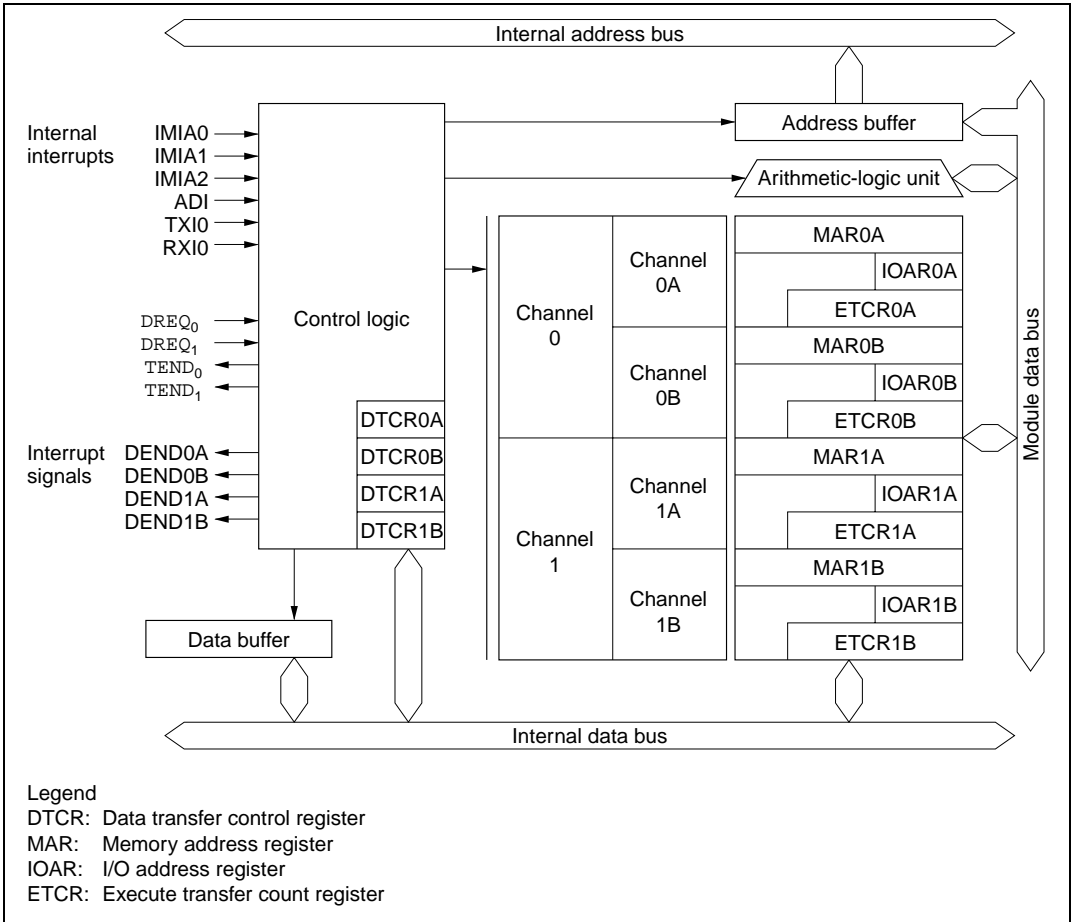 Internal address bus
Address buffer
Arithmetic-logic unit
Module data bus
Internal
interrupts
IMIA0
IMIA1
IMIA2
ADI
TXI0
RXI0
DREQ0
DREQ1
TEND0
TEND1
Interrupt
signals
DEND0A
DEND0B
DEND1A
DEND1B
Control logic
DTCR0A
DTCR0B
DTCR1A
DTCR1B
Channel
0
Channel
1
Channel
0A
Channel
0B
Channel
1A
Channel
1B
MAR0A
IOAR0A
ETCR0A
MAR0B
IOAR0B
ETCR0B
MAR1A
IOAR1A
ETCR1A
MAR1B
IOAR1B
ETCR1B
Data buffer
Internal data bus
Legend
DTCR: Data transfer control register
MAR: Memory address register
IOAR: I/O address register
ETCR: Execute transfer count register